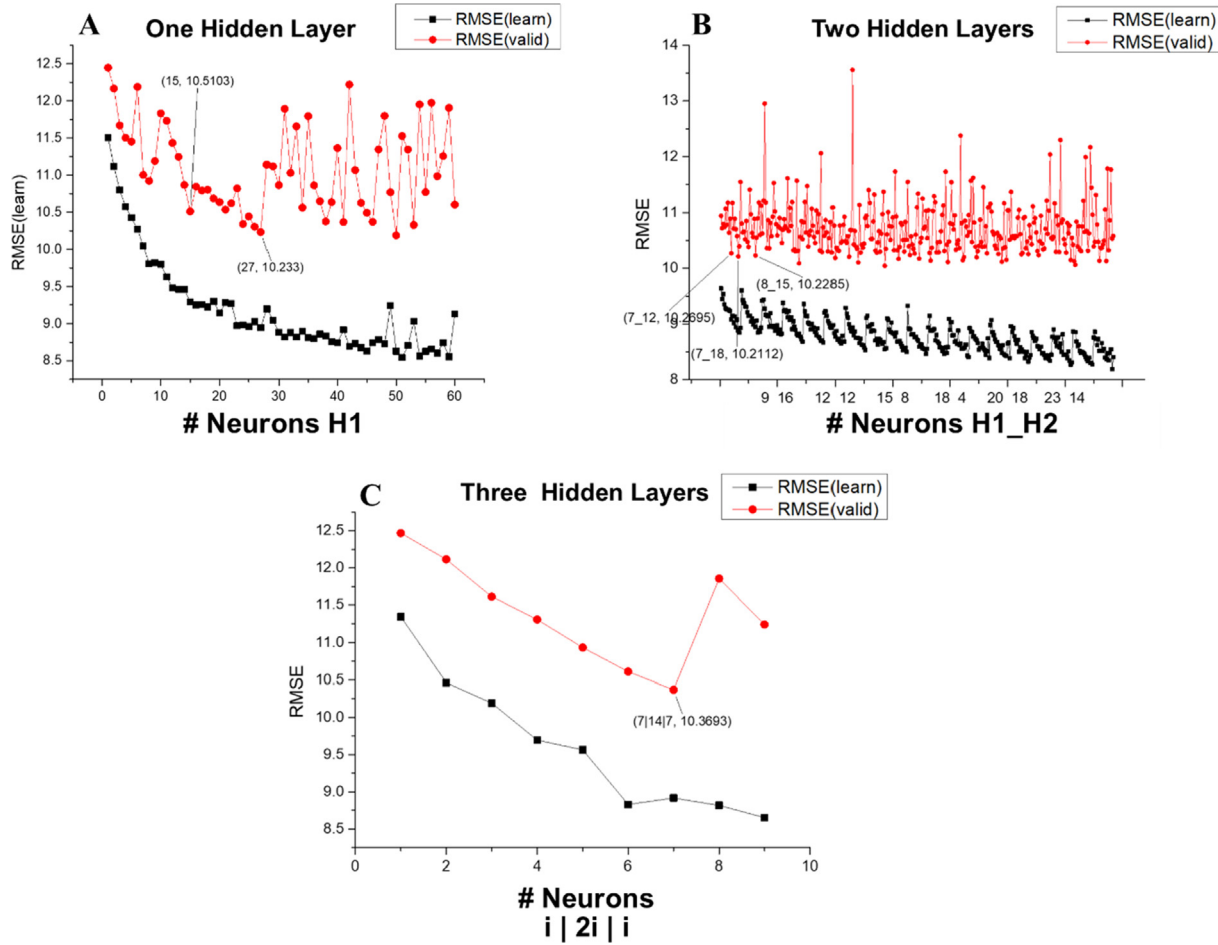 A
One Hidden Layer
RMSE(learn)
RMSE(valid)
12.5
12.0
11.5
11.0
10.5
10.0
9.5
9.0
8.5
RMSE(learn)
(15, 10.5103)
(27, 10.233)
0 10 20 30 40 50 60
# Neurons H1
B
Two Hidden Layers
RMSE(learn)
RMSE(valid)
14
13
12
11
10
9
8
RMSE
(8_15, 10.2285)
(7_12, 10.2695)
(7_18, 10.2112)
9 16 12 12 15 8 18 4 20 18 23 14
# Neurons H1_H2
C
Three Hidden Layers
RMSE(learn)
RMSE(valid)
12.5
12.0
11.5
11.0
10.5
10.0
9.5
9.0
8.5
RMSE
(7|14|7, 10.3693)
0 2 4 6 8 10
# Neurons
i | 2i | i